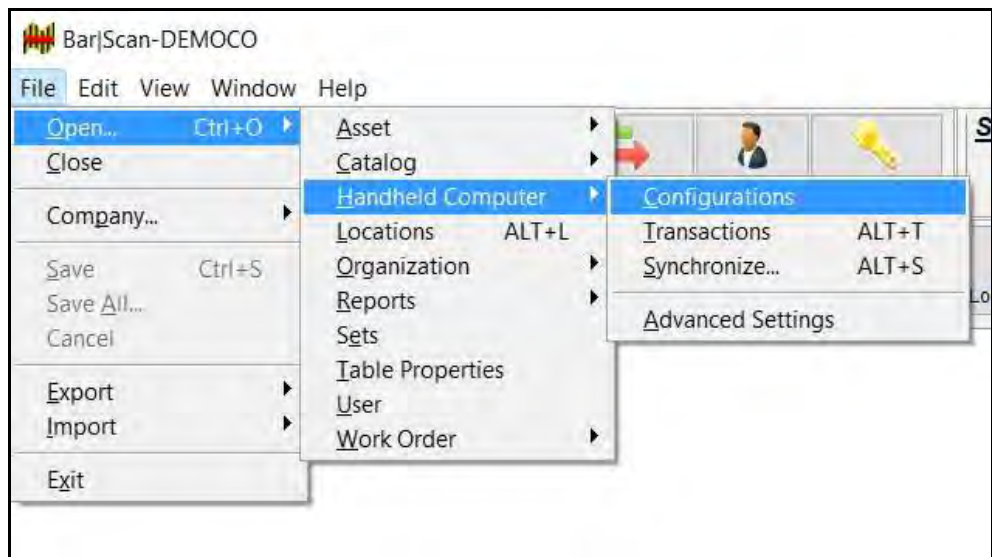 Bar|Scan-DEMOCO
File Edit View Window Help
Open... Ctrl+O
Close
Company...
Save Ctrl+S
Save All...
Cancel
Export
Import
Exit
Asset
Catalog
Handheld Computer
Locations ALT+L
Organization
Reports
Sets
Table Properties
User
Work Order
Configurations
Transactions ALT+T
Synchronize... ALT+S
Advanced Settings
S
Lo